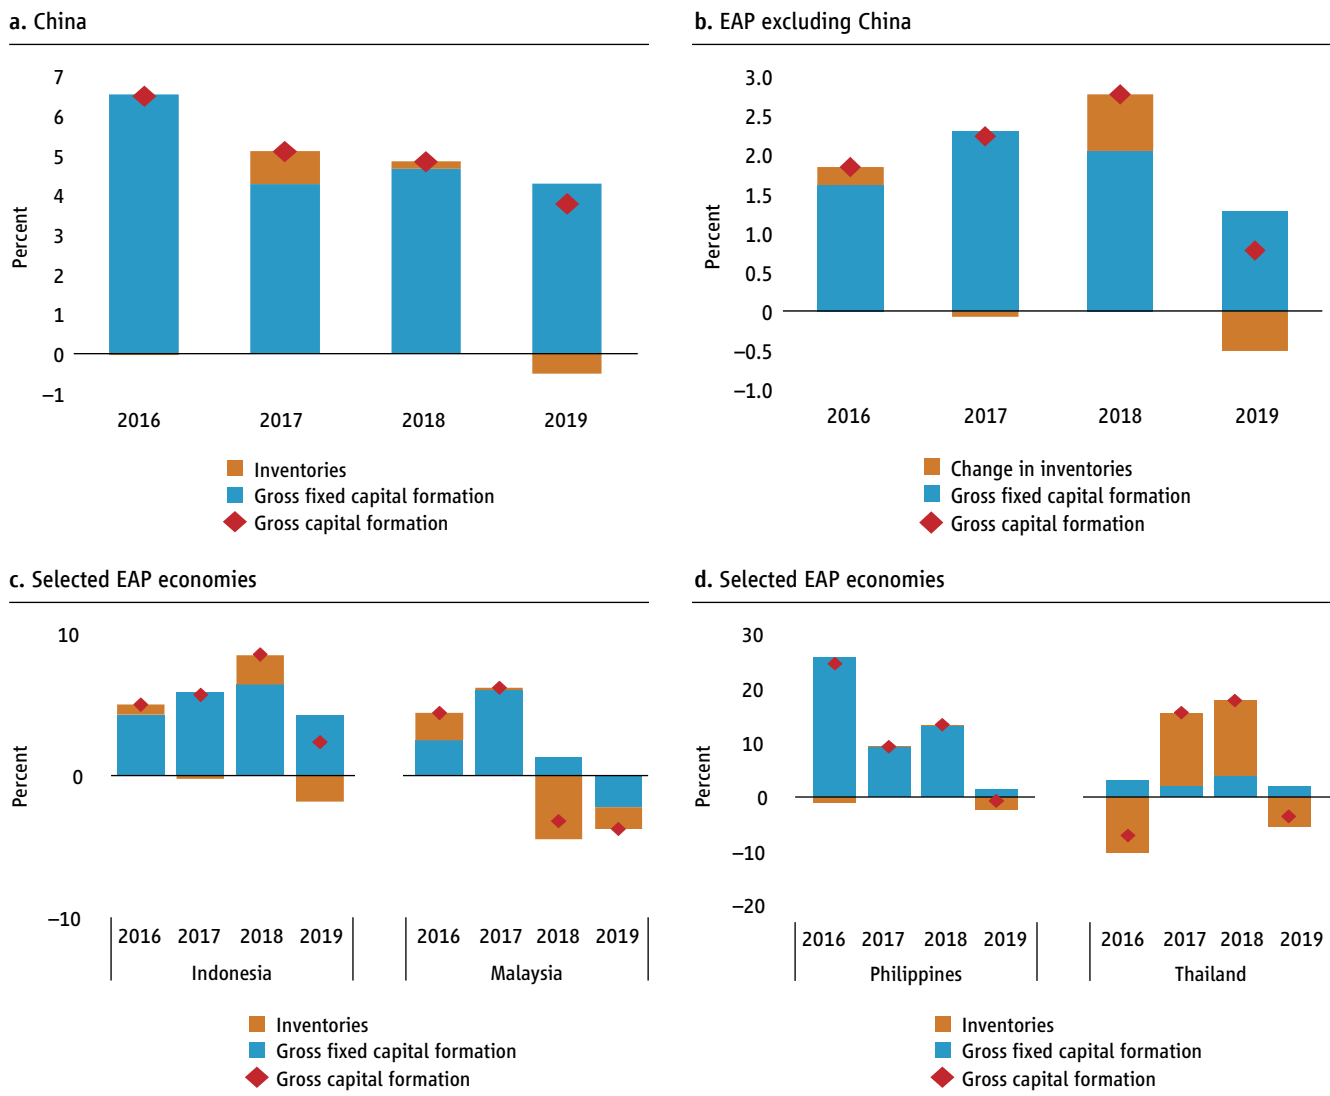 a. China
7
6
5
4
3
2
1
0
–1
Percent
2016 2017 2018 2019
Inventories
Gross fixed capital formation
Gross capital formation
b. EAP excluding China
3.0
2.5
2.0
1.5
1.0
0.5
0
–0.5
–1.0
Percent
2016 2017 2018 2019
Change in inventories
Gross fixed capital formation
Gross capital formation
c. Selected EAP economies
10
0
–10
Percent
2016 2017 2018 2019 2016 2017 2018 2019
Indonesia Malaysia
Inventories
Gross fixed capital formation
Gross capital formation
d. Selected EAP economies
30
20
10
0
–10
–20
Percent
2016 2017 2018 2019 2016 2017 2018 2019
Philippines Thailand
Inventories
Gross fixed capital formation
Gross capital formation